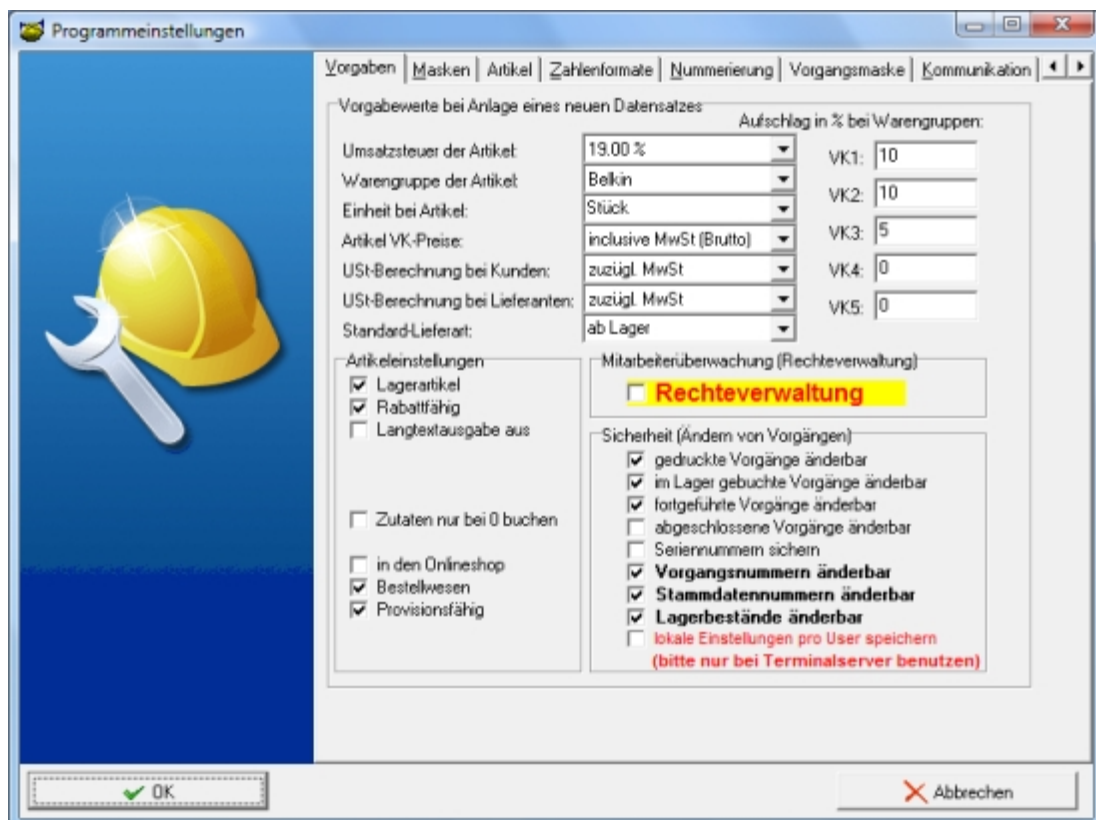 Programmeinstellungen
Vorgaben Masken Artikel Zahlenformate Nummerierung Vorgangsmaske Kommunikation
Vorgabewerte bei Anlage eines neuen Datensatzes
Aufschlag in % bei Warengruppen:
Umsatzsteuer der Artikel: 19.00 % VK1: 10
Warengruppe der Artikel: Belkin VK2: 10
Einheit bei Artikel: Stück
Artikel VK-Preise: inclusive MwSt (Brutto) VK3: 5
USt-Berechnung bei Kunden: zuzügl. MwSt VK4: 0
USt-Berechnung bei Lieferanten: zuzügl. MwSt VK5: 0
Standard-Lieferart: ab Lager
Artikeleinstellungen
Lagerartikel
Rabattfähig
Langtextausgabe aus
Zutaten nur bei 0 buchen
in den Onlineshop
Bestellwesen
Provisionsfähig
Mitarbeiterüberwachung (Rechteverwaltung)
Rechteverwaltung
Sicherheit (Ändern von Vorgängen)
gedruckte Vorgänge änderbar
im Lager gebuchte Vorgänge änderbar
fortgeführte Vorgänge änderbar
abgeschlossene Vorgänge änderbar
Seriennummern sichern
Vorgangsnummern änderbar
Stammdatennummern änderbar
Lagerbestände änderbar
lokale Einstellungen pro User speichern
(bitte nur bei Terminalserver benutzen)
OK
Abbrechen